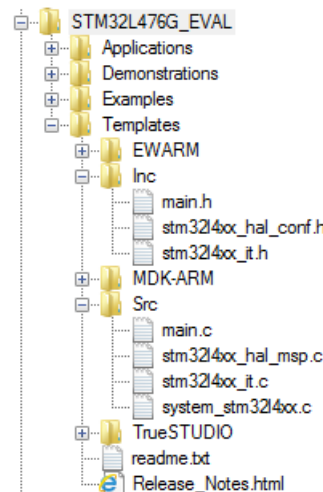 STM32L476G_EVAL
Applications
Demonstrations
Examples
Templates
EWARM
Inc
main.h
stm32l4xx_hal_conf.h
stm32l4xx_it.h
MDK-ARM
Src
main.c
stm32l4xx_hal_msp.c
stm32l4xx_it.c
system_stm32l4xx.c
TrueSTUDIO
readme.txt
Release_Notes.html